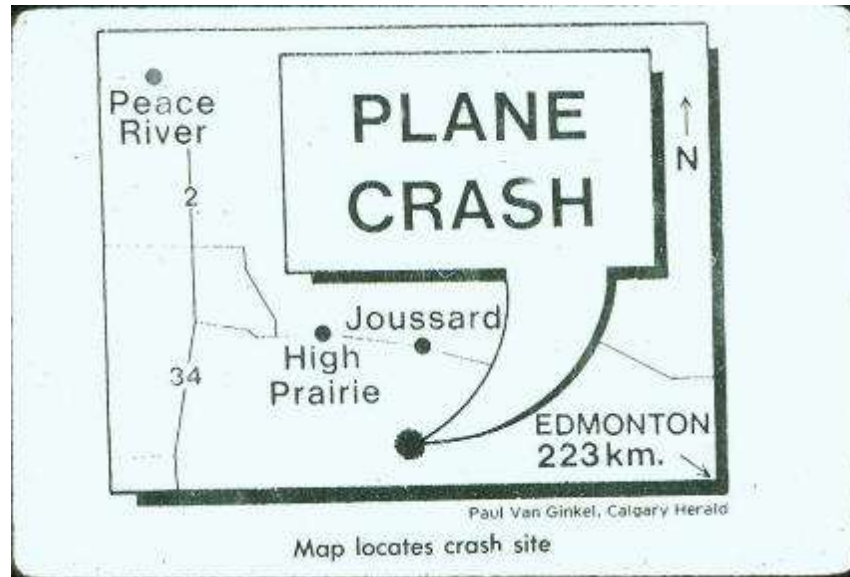 Peace
River
PLANE
CRASH
N
2
Joussard
High
Prairie
34
EDMONTON
223km.
Paul Van Ginkel, Calgary Herald
Map locates crash site